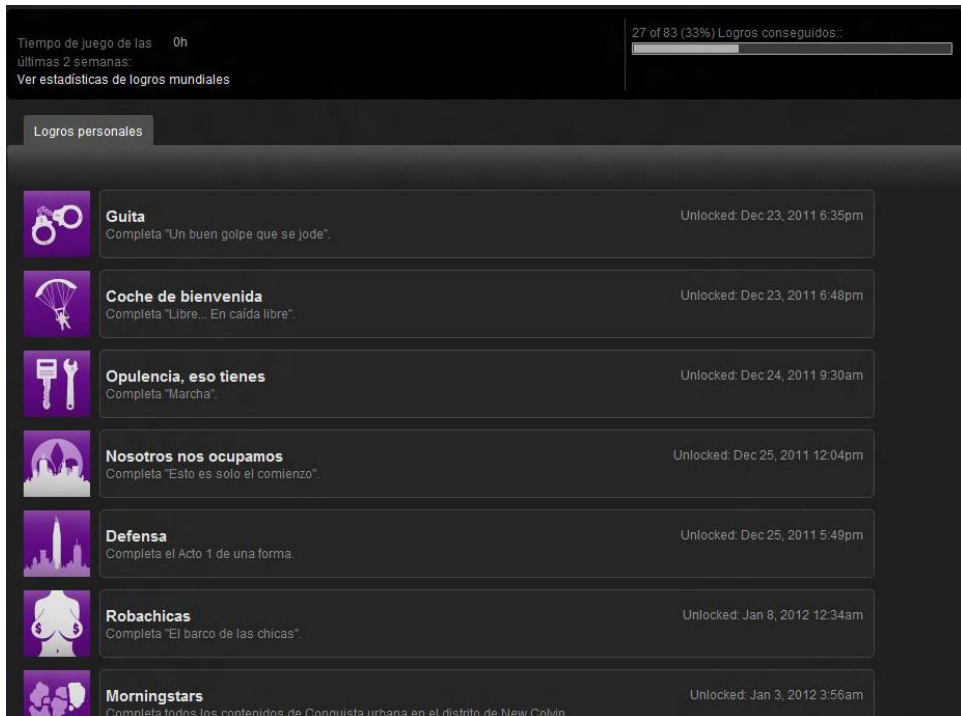 Tiempo de juego de las 0h
últimas 2 semanas:
Ver estadísticas de logros mundiales
27 of 83 (33%) Logros conseguidos::
Logros personales
Guita
Completa "Un buen golpe que se jode".
Unlocked: Dec 23, 2011 6:35pm
Coche de bienvenida
Completa "Libre... En caída libre".
Unlocked: Dec 23, 2011 6:48pm
Opulencia, eso tienes
Completa "Marcha".
Unlocked: Dec 24, 2011 9:30am
Nosotros nos ocupamos
Completa "Esto es solo el comienzo".
Unlocked: Dec 25, 2011 12:04pm
Defensa
Completa el Acto 1 de una forma.
Unlocked: Dec 25, 2011 5:49pm
Robachicas
Completa "El barco de las chicas".
Unlocked: Jan 8, 2012 12:34am
Morningstars
Completa todos los contenidos de Conquista urbana en el distrito de New Colvin
Unlocked: Jan 3, 2012 3:56am